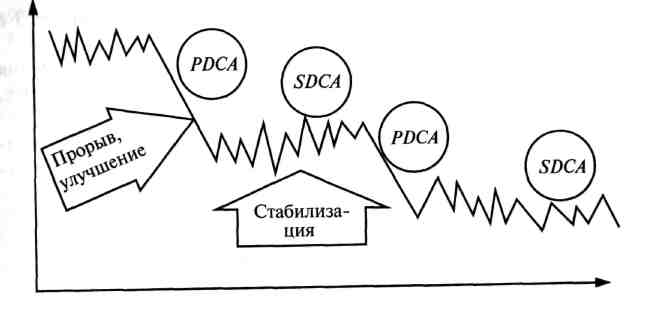 PDCA
SDCA
PDCA
SDCA
Прорыв,
улучшение
Стабилиза-
ция